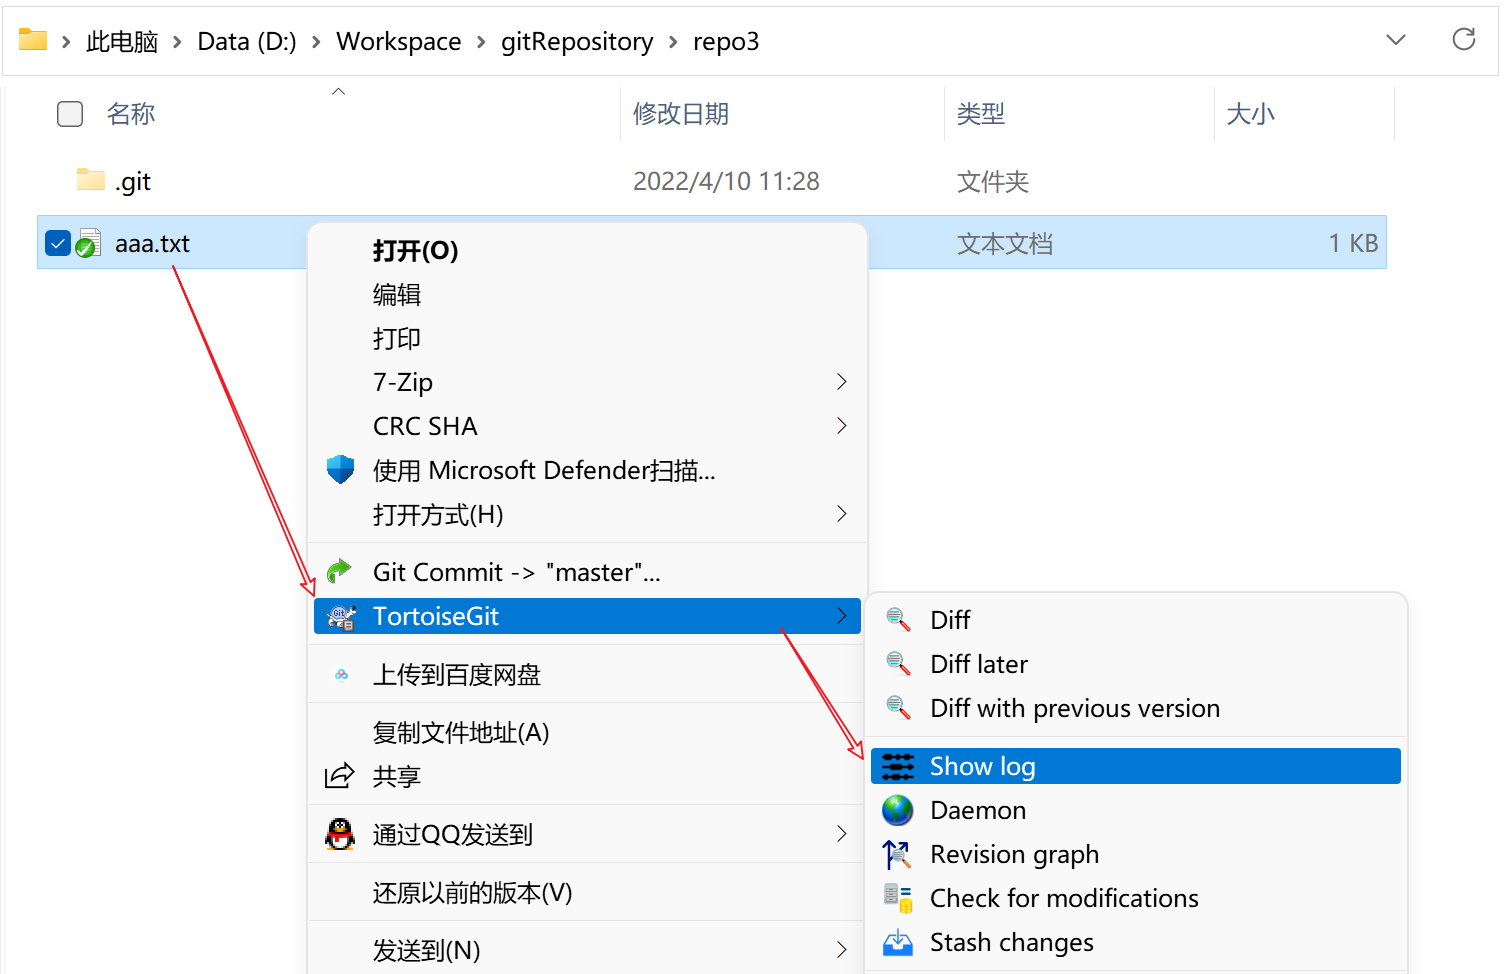 此电脑 > Data (D:) > Workspace > gitRepository > repo3
名称 修改日期 类型 大小
.git 2022/4/10 11:28 文件夹
aaa.txt 文本文档 1 KB
打开(O)
编辑
打印
7-Zip
CRC SHA
使用 Microsoft Defender扫描...
打开方式(H)
Git Commit -> "master"...
TortoiseGit
上传到百度网盘
复制文件地址(A)
共享
通过QQ发送到
还原以前的版本(V)
发送到(N)
Diff
Diff later
Diff with previous version
Show log
Daemon
Revision graph
Check for modifications
Stash changes